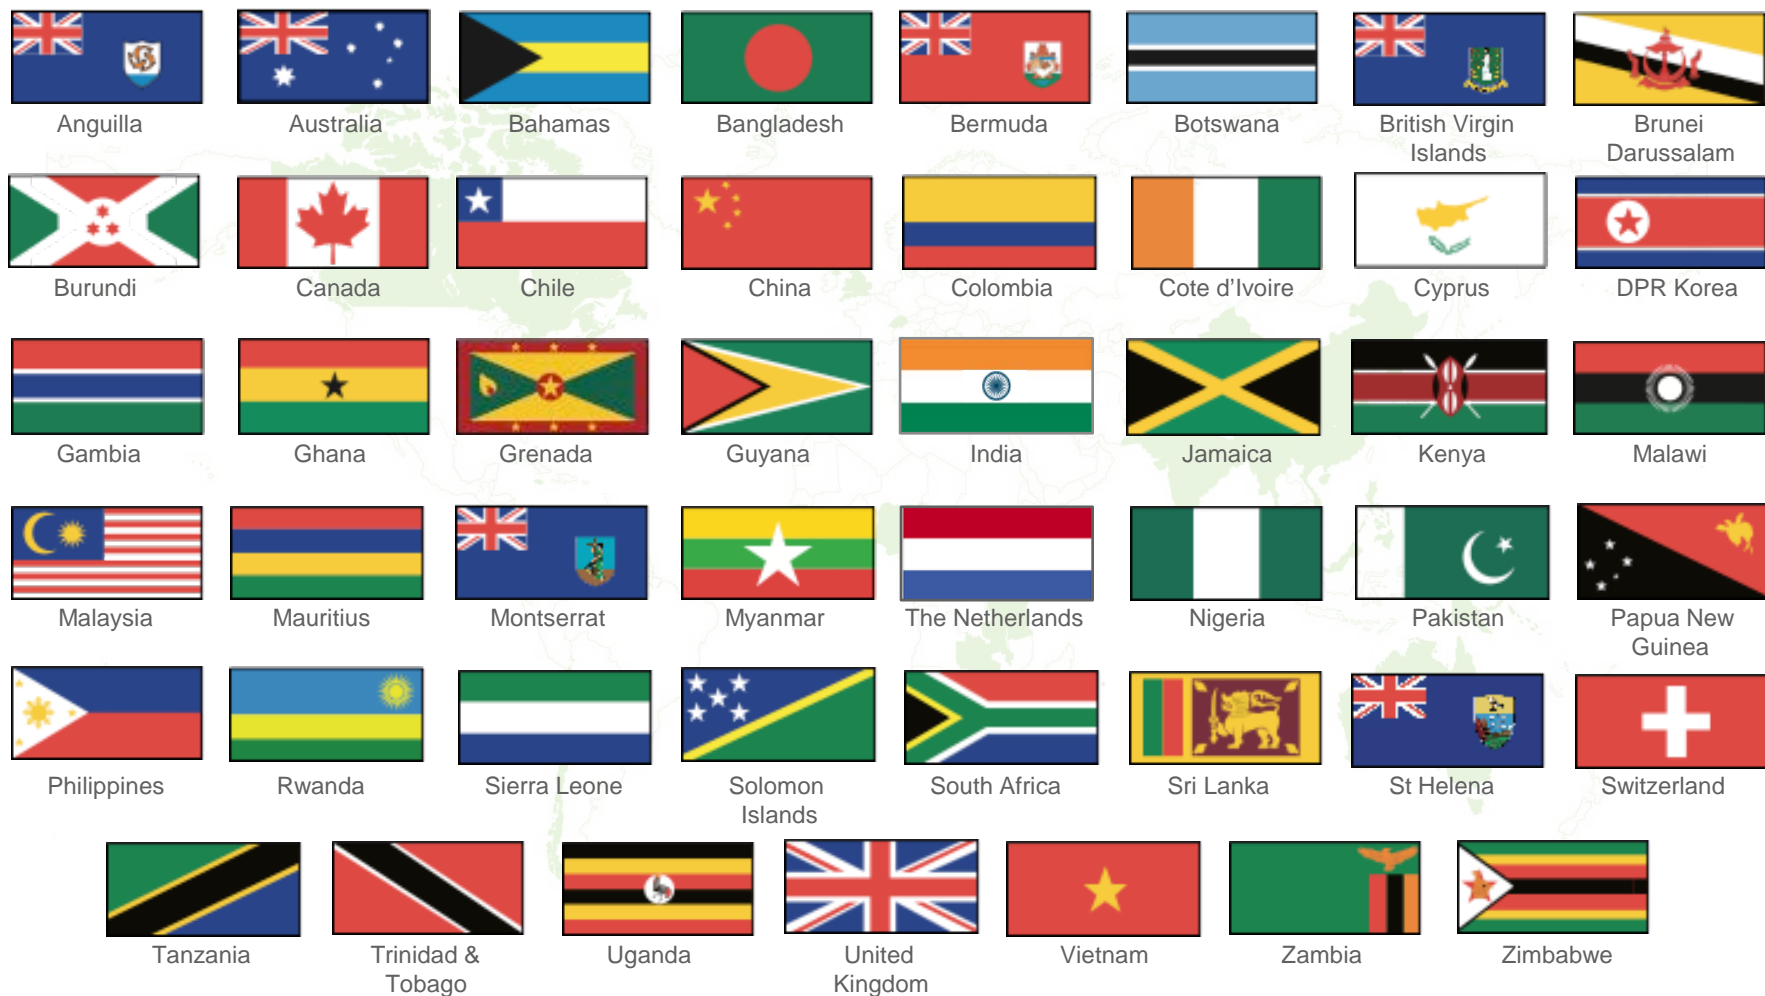 Anguilla
Australia
Bahamas
Bangladesh
Bermuda
Botswana
British Virgin
Islands
Brunei
Darussalam
Burundi
Canada
Chile
China
Colombia
Cote d’Ivoire
Cyprus
DPR Korea
Gambia
Ghana
Grenada
Guyana
India
Jamaica
Kenya
Malawi
Malaysia
Mauritius
Montserrat
Myanmar
The Netherlands
Nigeria
Pakistan
Papua New
Guinea
Philippines
Rwanda
Sierra Leone
Solomon
Islands
South Africa
Sri Lanka
St Helena
Switzerland
Tanzania
Trinidad &
Tobago
Uganda
United
Kingdom
Vietnam
Zambia
Zimbabwe